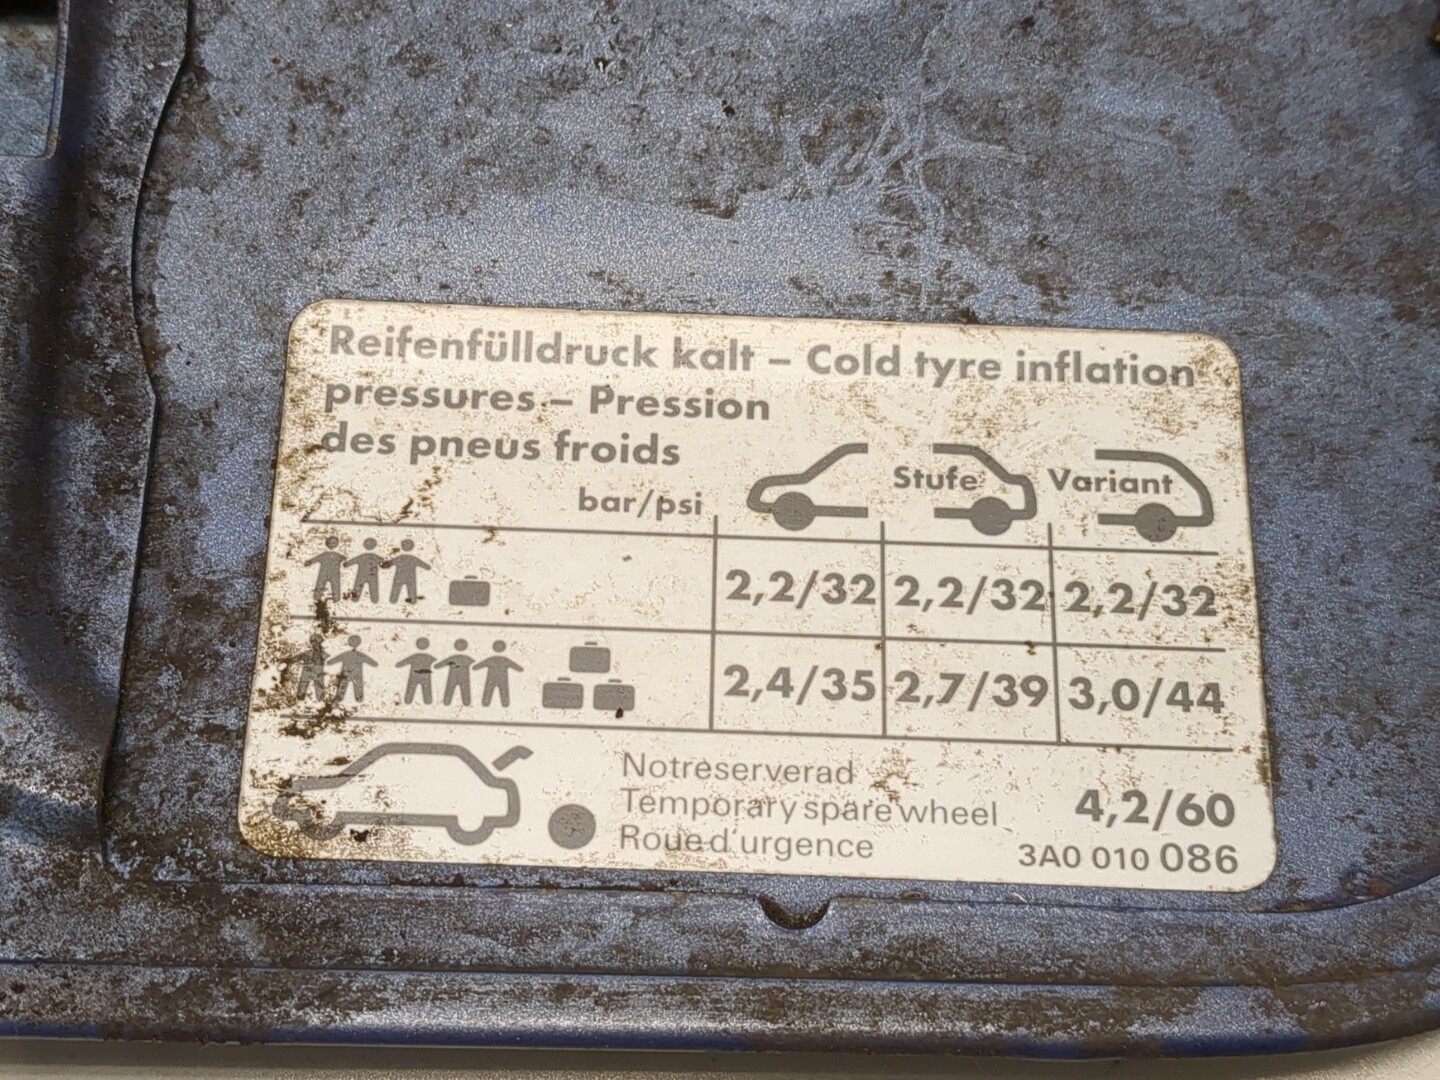 Reifenfülldruck kalt – Cold tyre inflation
pressures – Pression
des pneus froids
bar/psi Stufe Variant
2,2/32 2,2/32 2,2/32
2,4/35 2,7/39 3,0/44
Notreserverad
Temporary spare wheel 4,2/60
Roue d'urgence 3A0 010 086